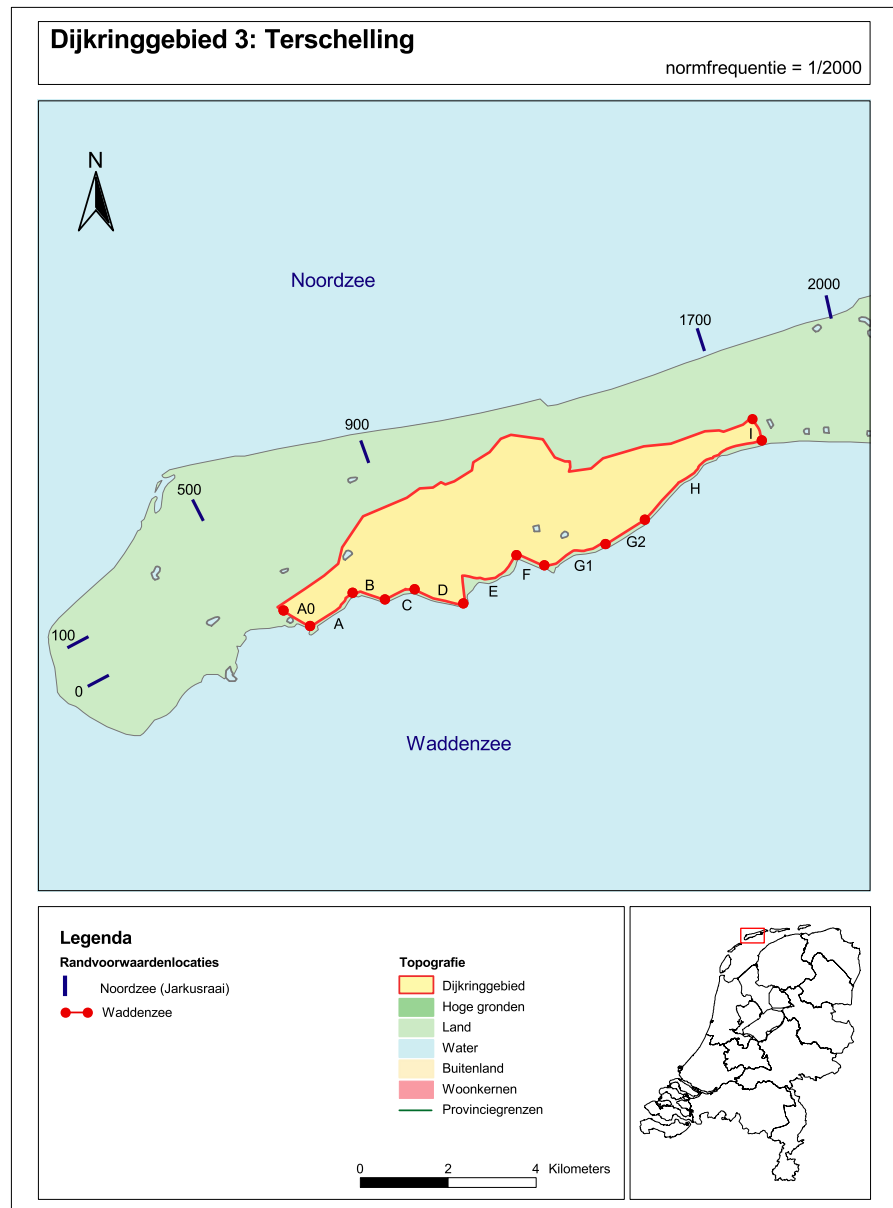 Dijkringgebied 3: Terschelling
normfrequentie = 1/2000
N
Noordzee
2000
1700
900
500
I
H
G2
G1
F
E
D
C
B
A0
A
100
0
Waddenzee
Legenda
Randvoorwaardenlocaties
Noordzee (Jarkusraai)
Waddenzee
Topografie
Dijkringgebied
Hoge gronden
Land
Water
Buitenland
Woonkernen
Provinciegrenzen
0 2 4 Kilometers